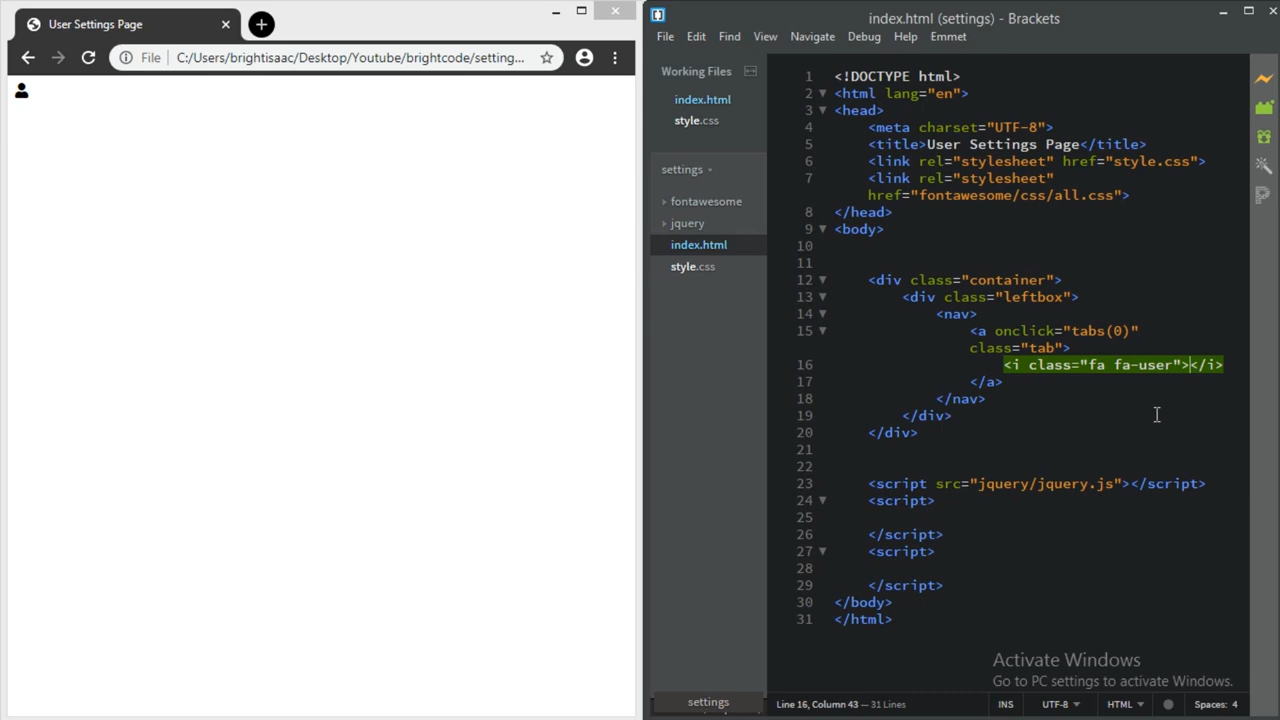 User Settings Page
File C:/Users/brightisaac/Desktop/Youtube/brightcode/setting...
index.html (settings) - Brackets
File Edit Find View Navigate Debug Help Emmet
Working Files
index.html
style.css
settings
fontawesome
jquery
index.html
style.css
1 <!DOCTYPE html>
2 <html lang="en">
3 <head>
4 <meta charset="UTF-8">
5 <title>User Settings Page</title>
6 <link rel="stylesheet" href="style.css">
7 <link rel="stylesheet"
href="fontawesome/css/all.css">
8 </head>
9 <body>
10
11
12 <div class="container">
13 <div class="leftbox">
14 <nav>
15 <a onclick="tabs(0)"
class="tab">
16 <i class="fa fa-user"></i>
17 </a>
18 </nav>
19 </div>
20 </div>
21
22
23 <script src="jquery/jquery.js"></script>
24 <script>
25
26 </script>
27 <script>
28
29 </script>
30 </body>
31 </html>
Activate Windows
Go to PC settings to activate Windows.
settings
Line 16, Column 43 — 31 Lines
INS UTF-8 HTML Spaces: 4